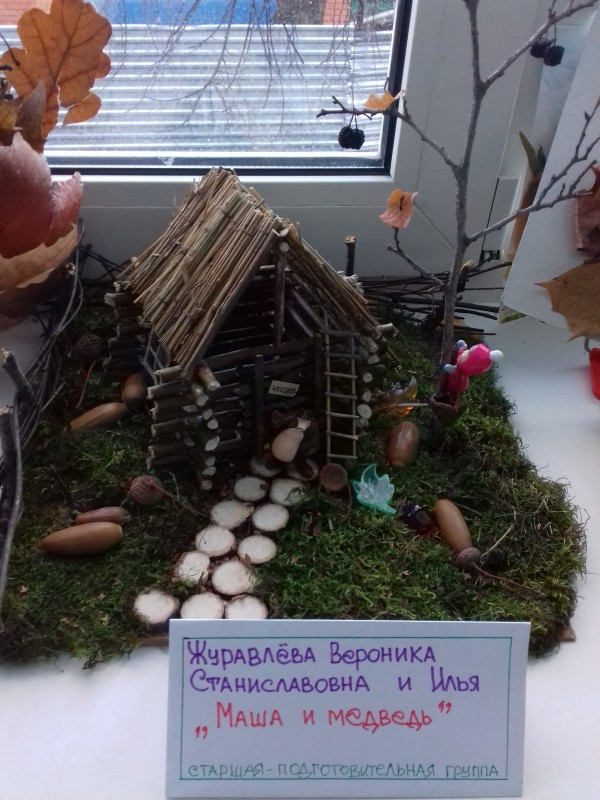 Журавлёва Вероника
Станиславовна и Илья
„Маша и медведь"
старшая-подготовительная группа